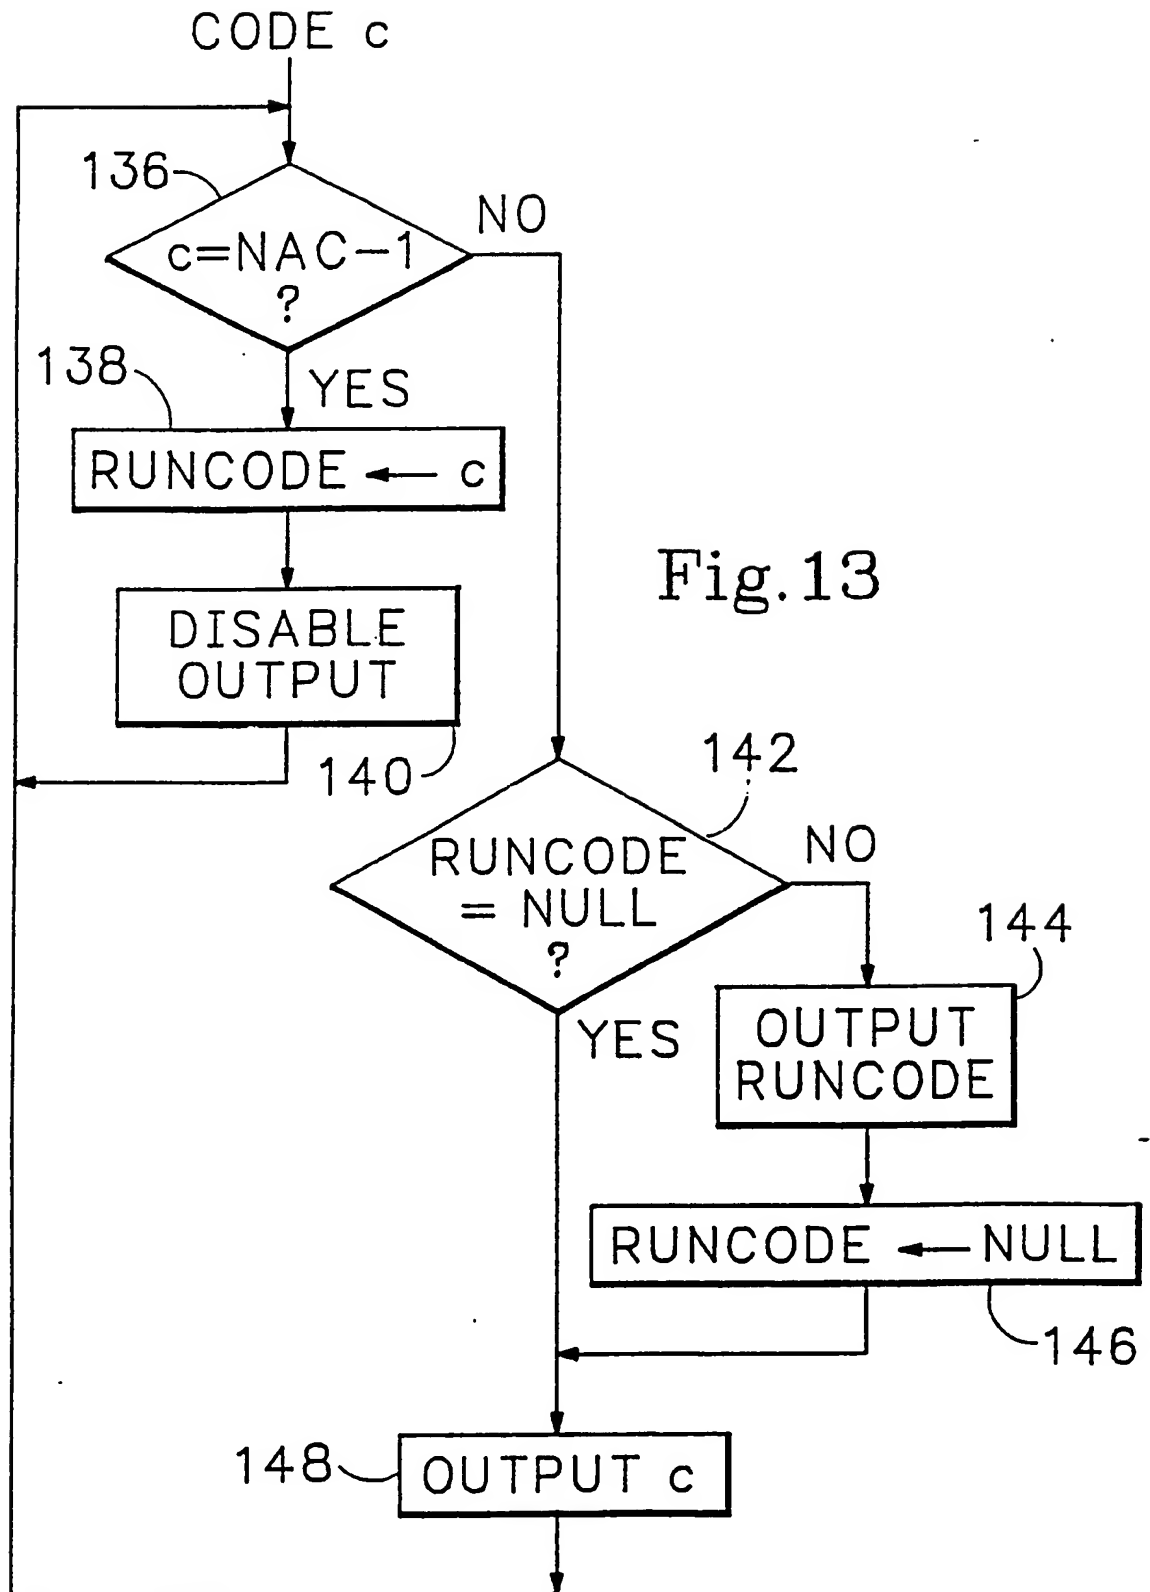 CODE c
136
c=NAC-1
?
NO
138
YES
RUNCODE ← c
Fig.13
DISABLE
OUTPUT
140
142
RUNCODE
= NULL
?
NO
144
YES
OUTPUT
RUNCODE
RUNCODE ← NULL
146
148
OUTPUT c